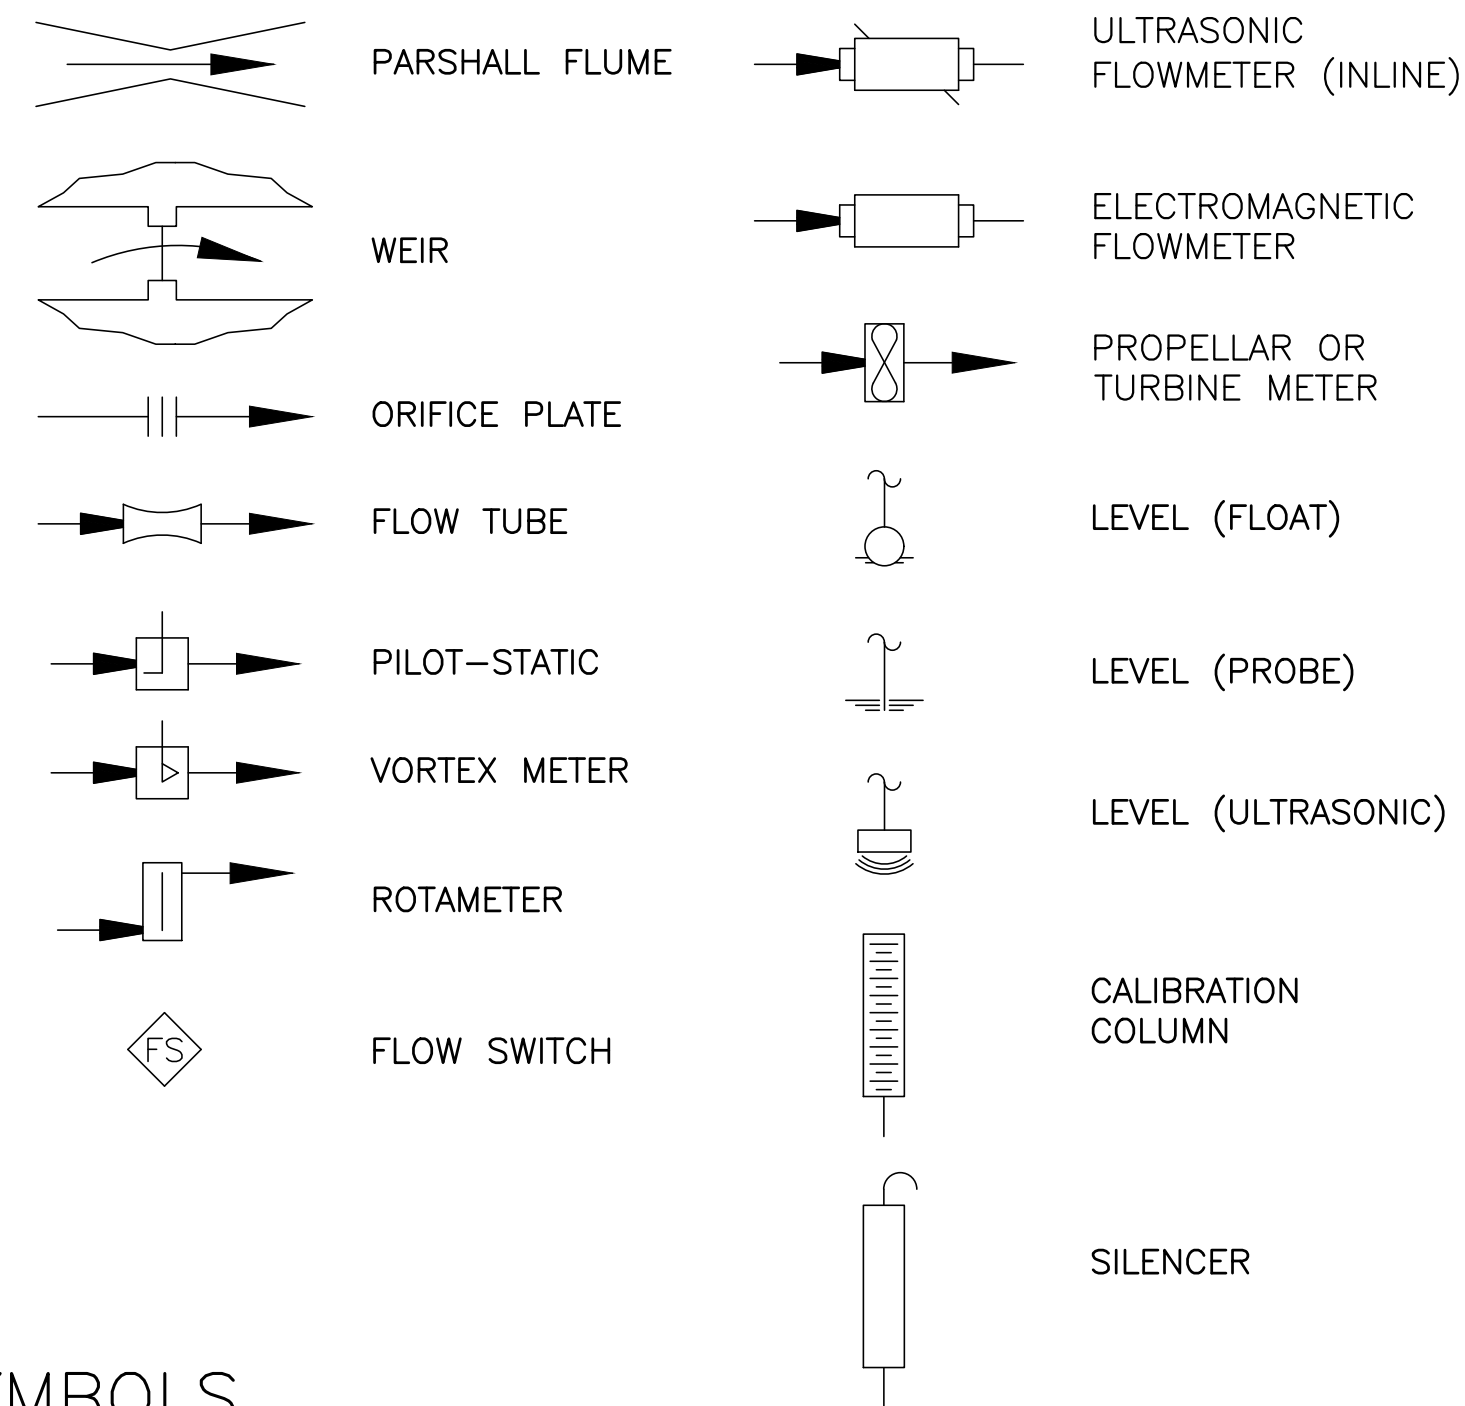 PARSHALL FLUME
WEIR
ORIFICE PLATE
FLOW TUBE
PILOT-STATIC
VORTEX METER
ROTAMETER
FS
FLOW SWITCH
ULTRASONIC
FLOWMETER (INLINE)
ELECTROMAGNETIC
FLOWMETER
PROPELLAR OR
TURBINE METER
LEVEL (FLOAT)
LEVEL (PROBE)
LEVEL (ULTRASONIC)
CALIBRATION
COLUMN
SILENCER